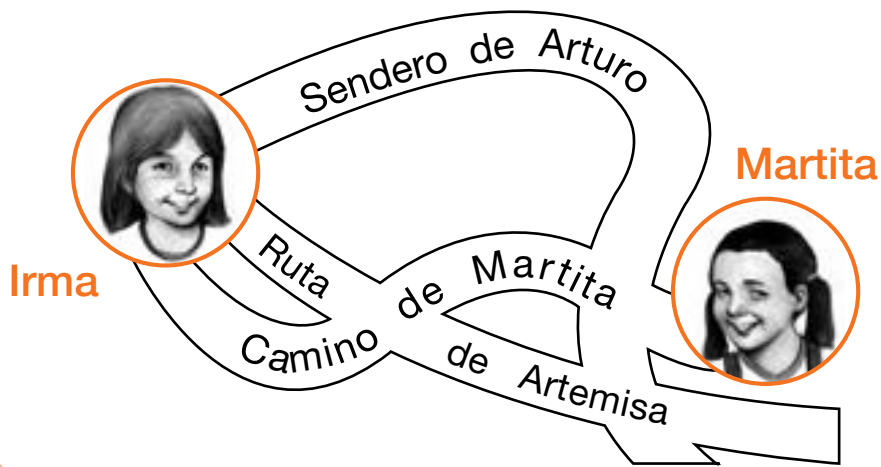 Sendero de Arturo
Martita
Irma
Ruta de Artemisa
Camino de Martita